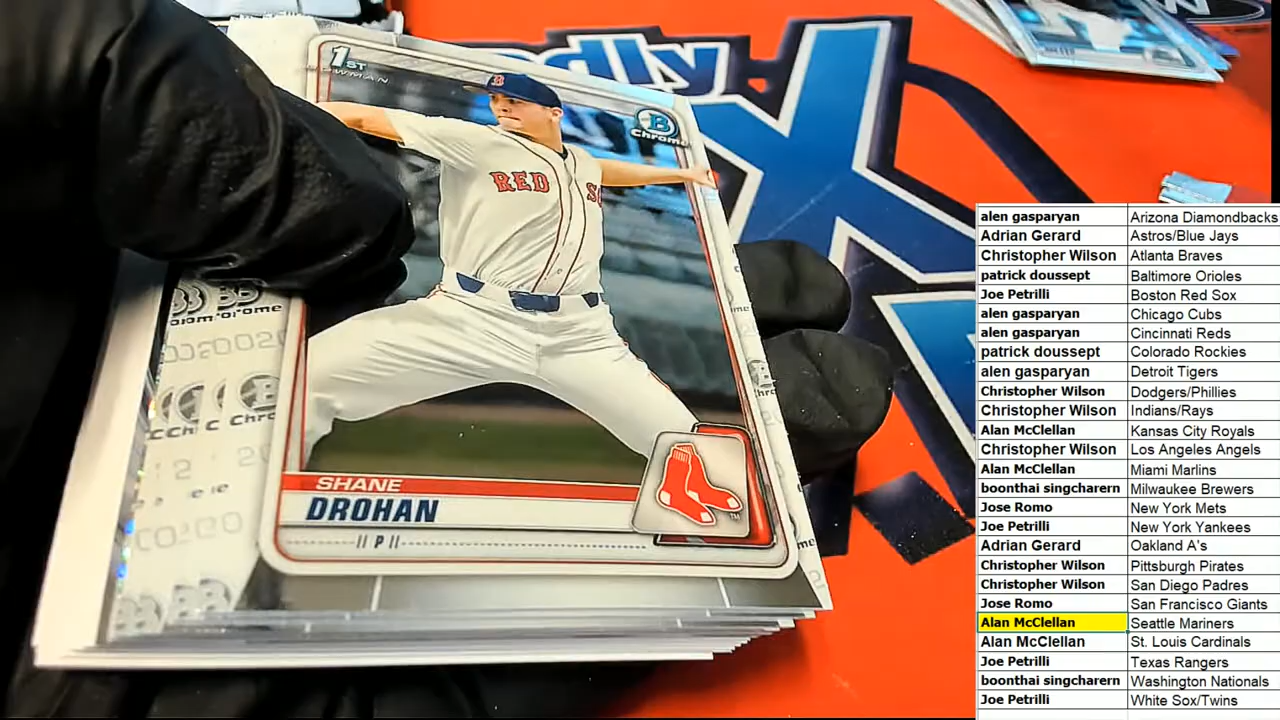 1ST
BOWMAN
B
Chrome
dly
RED
SHANE
DROHAN
P
alen gasparyan Arizona Diamondbacks
Adrian Gerard Astros/Blue Jays
Christopher Wilson Atlanta Braves
patrick doussept Baltimore Orioles
Joe Petrilli Boston Red Sox
alen gasparyan Chicago Cubs
alen gasparyan Cincinnati Reds
patrick doussept Colorado Rockies
alen gasparyan Detroit Tigers
Christopher Wilson Dodgers/Phillies
Christopher Wilson Indians/Rays
Alan McClellan Kansas City Royals
Christopher Wilson Los Angeles Angels
Alan McClellan Miami Marlins
boonthai singcharern Milwaukee Brewers
Jose Romo New York Mets
Joe Petrilli New York Yankees
Adrian Gerard Oakland A's
Christopher Wilson Pittsburgh Pirates
Christopher Wilson San Diego Padres
Jose Romo San Francisco Giants
Alan McClellan Seattle Mariners
Alan McClellan St. Louis Cardinals
Joe Petrilli Texas Rangers
boonthai singcharern Washington Nationals
Joe Petrilli White Sox/Twins